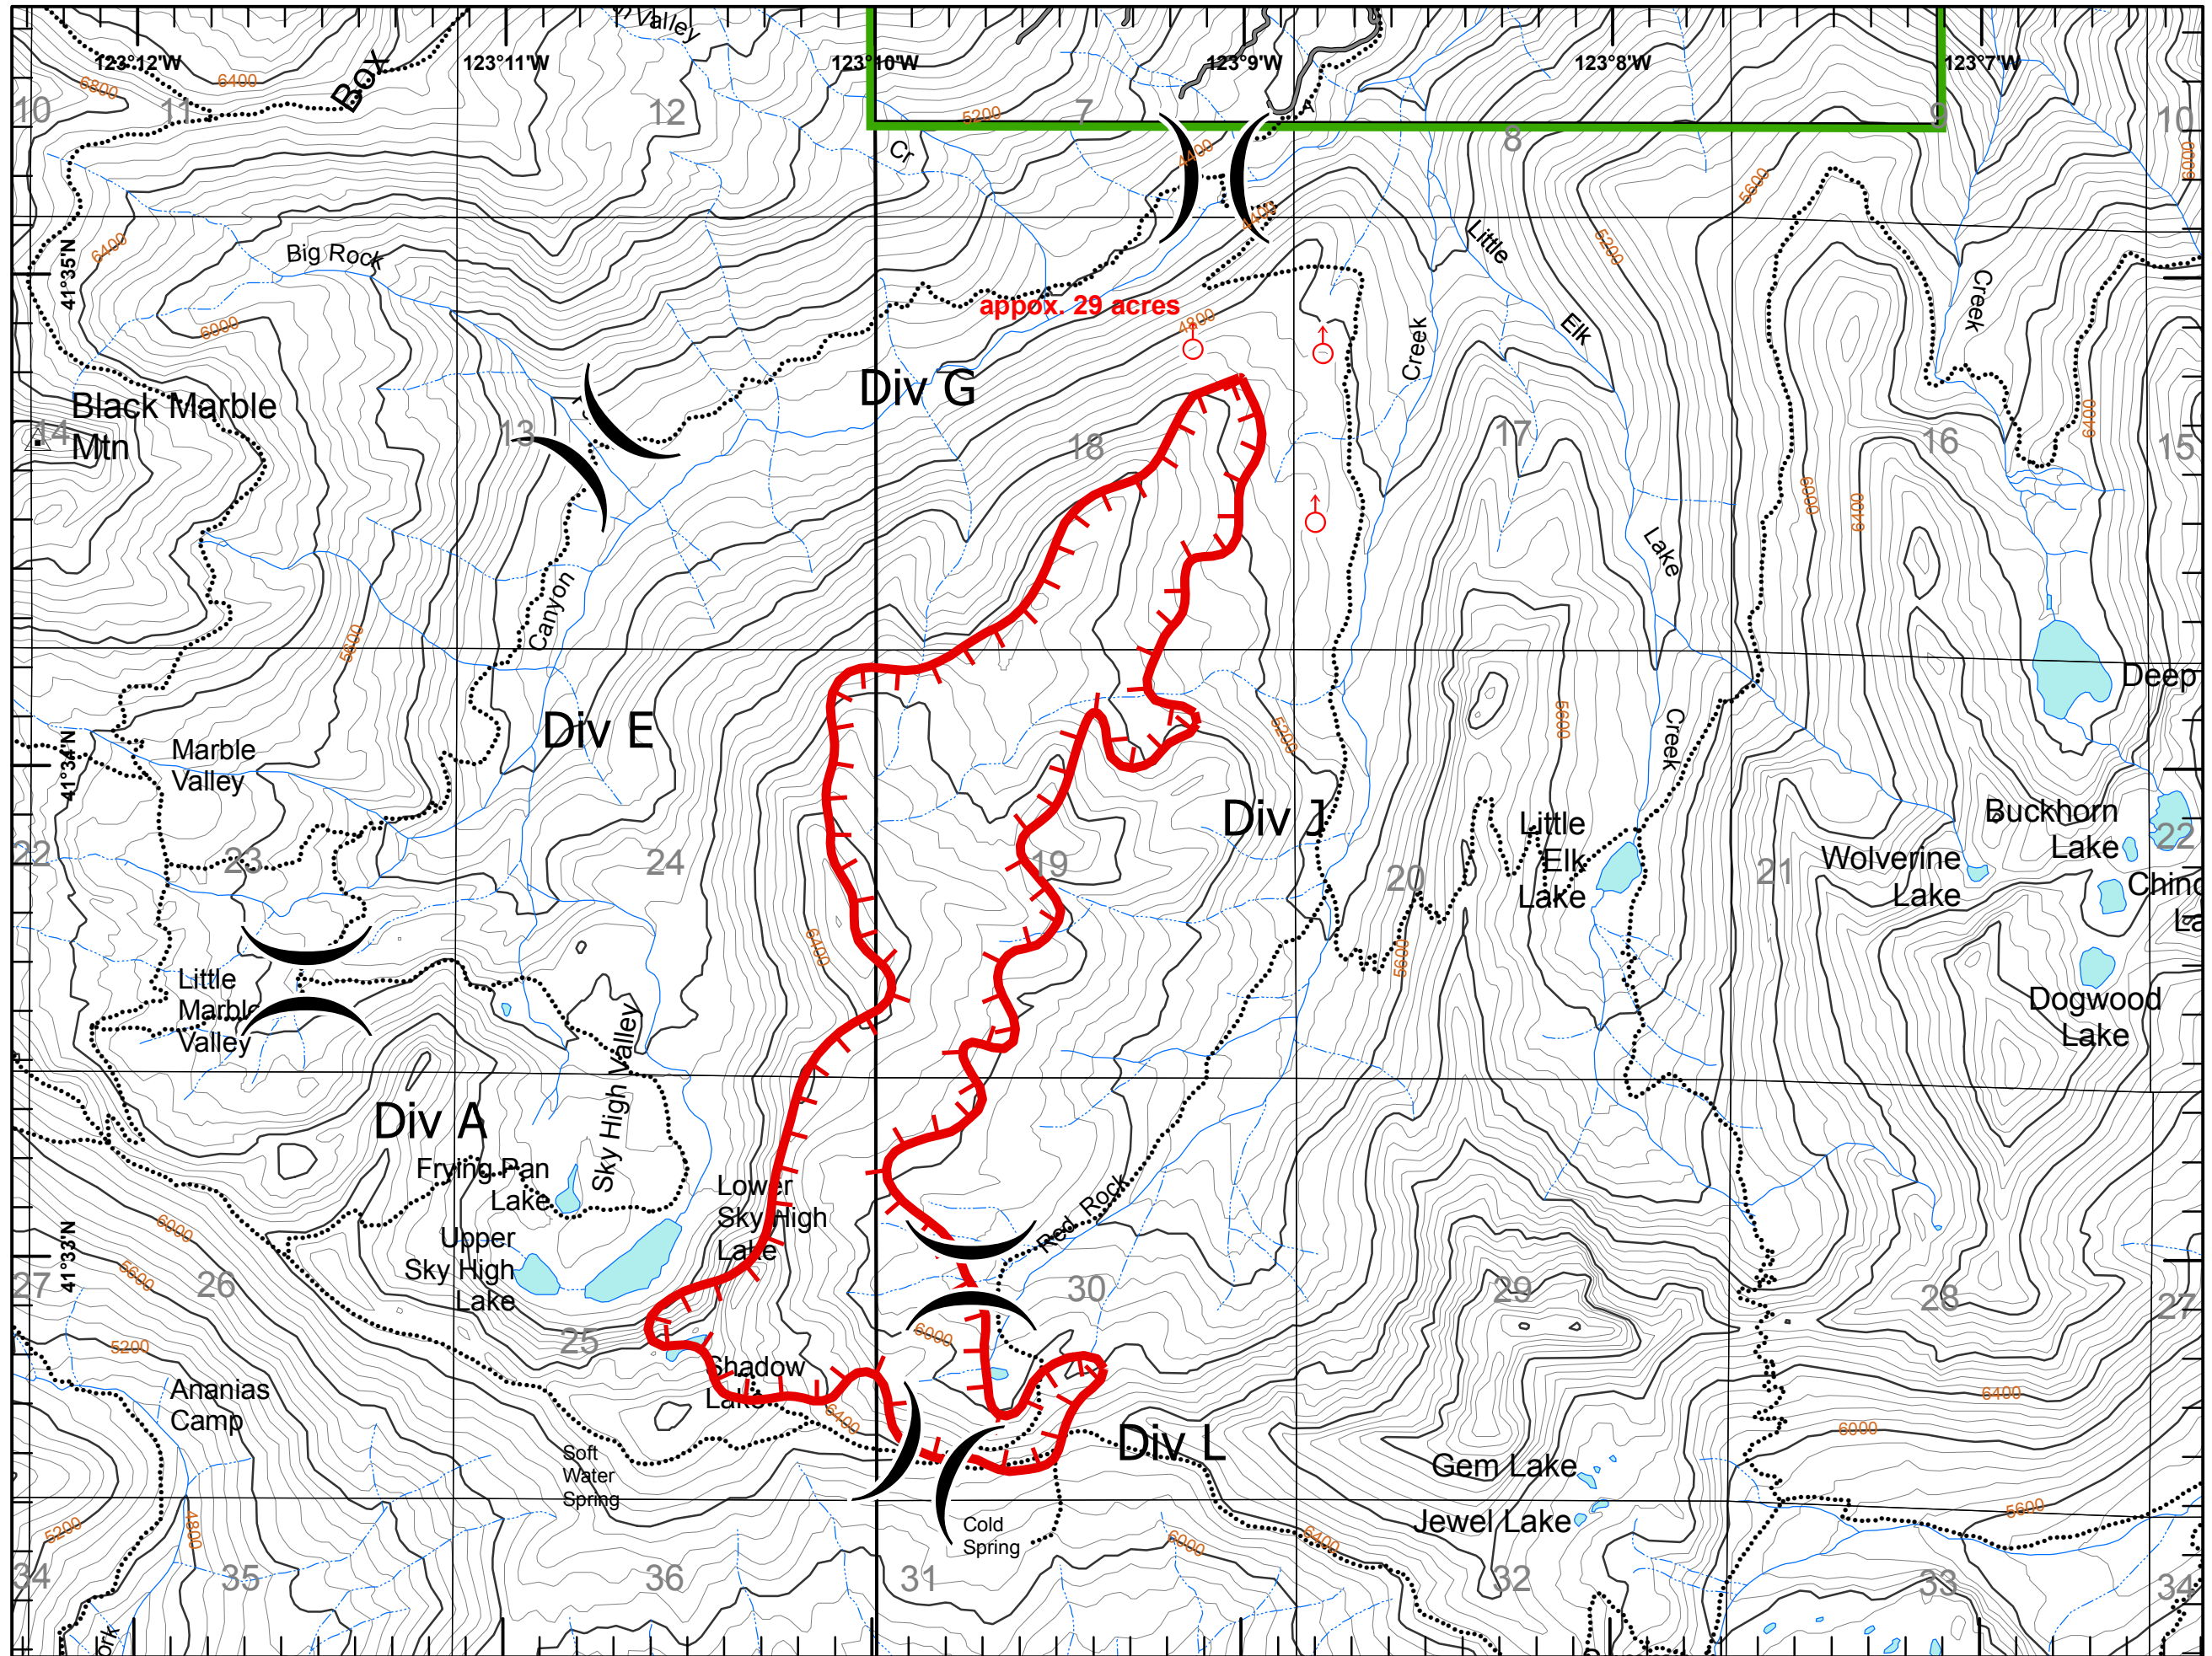 n Valley
123°12'W
123°11'W
123°10'W
123°9'W
123°8'W
123°7'W
6800
6400
Box
10
11
12
5200
7
8
9
10
6000
Cr
4400
4400
5600
5200
6400
41°35'N
Big Rock
Little
Elk
Creek
Creek
6000
appox. 29 acres
4800
Div G
Black Marble
Mtn
14
13
18
17
16
15
6400
6000
6400
Creek
Lake
Canyon
5600
Deep
41°34'N
Marble
Valley
Div E
5200
5600
Creek
Div J
Little
Elk
Lake
Buckhorn
Lake
Wolverine
Lake
22
23
24
19
20
21
22
6400
5600
Little
Marble
Valley
Sky High Valley
Dogwood
Lake
Div A
Frying Pan
Lake
Lower
Sky High
Lake
Upper
Sky High
Lake
Red Rock
6000
5600
41°33'N
27
26
25
30
29
28
27
5200
6000
Shadow
Lake
6400
Ananias
Camp
6400
6000
Soft
Water
Spring
Div L
Gem Lake
Jewel Lake
Cold
Spring
5200
4800
6000
6400
5600
34
35
36
31
32
33
34
ork